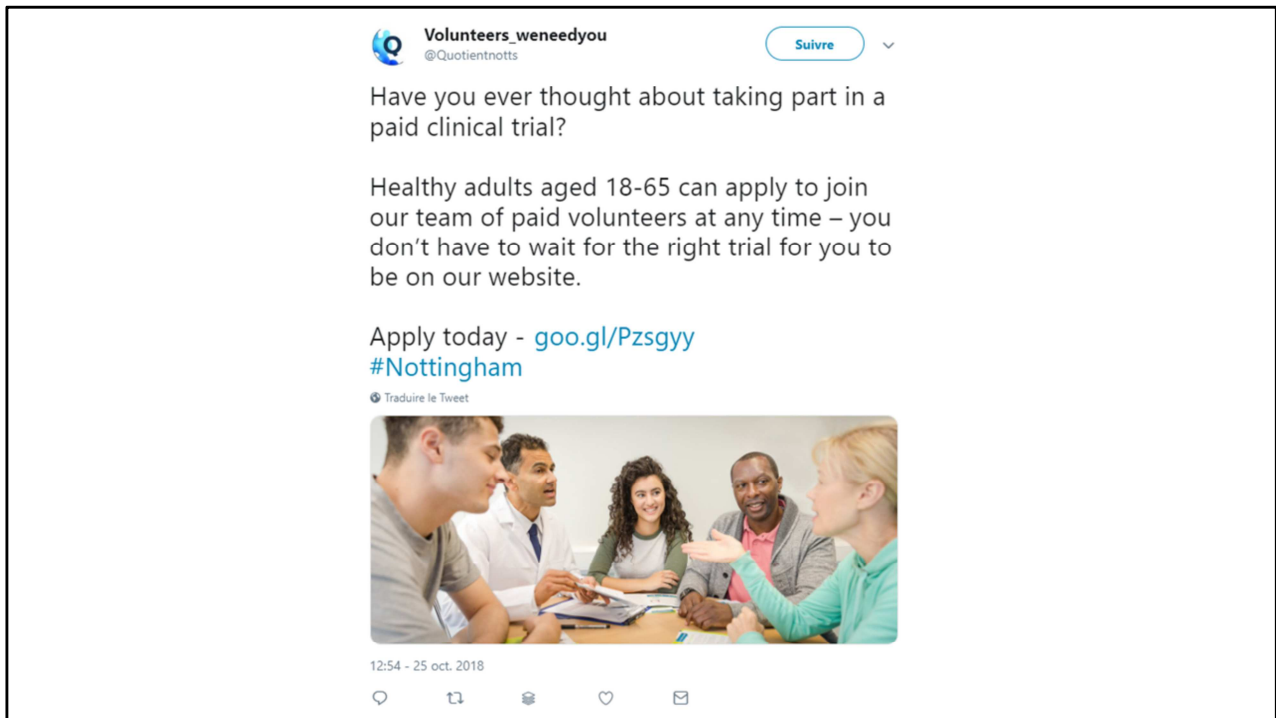 Volunteers_weneedyou
@Quotientnotts
Suivre
Have you ever thought about taking part in a
paid clinical trial?
Healthy adults aged 18-65 can apply to join
our team of paid volunteers at any time – you
don't have to wait for the right trial for you to
be on our website.
Apply today - goo.gl/Pzsgyy
#Nottingham
Traduire le Tweet
12:54 - 25 oct. 2018